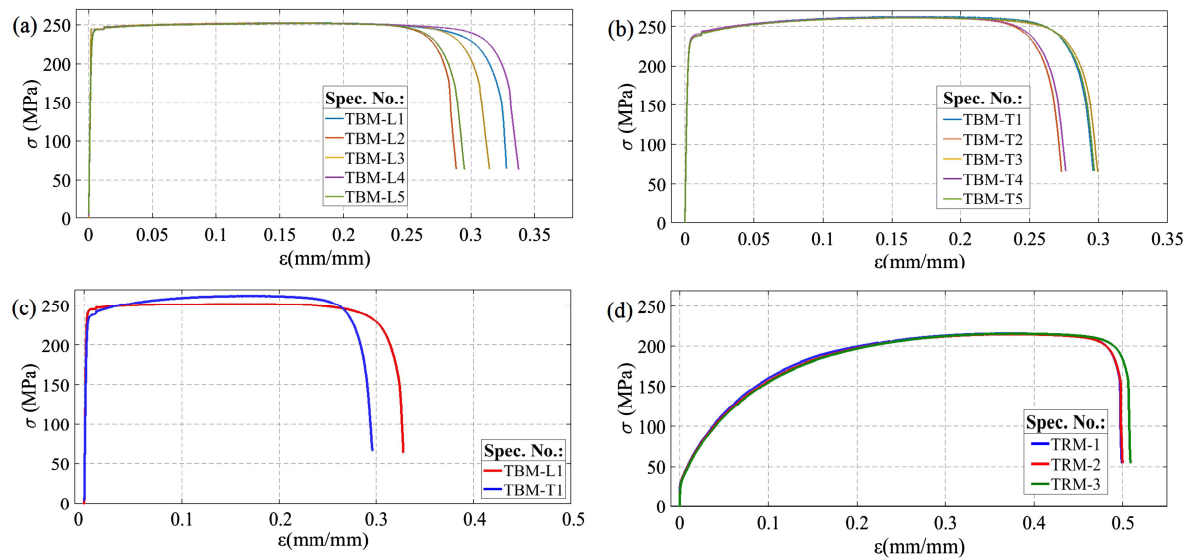 (a)
σ (MPa)
250
200
150
100
50
0
Spec. No.:
TBM-L1
TBM-L2
TBM-L3
TBM-L4
TBM-L5
0 0.05 0.1 0.15 0.2 0.25 0.3 0.35
ε(mm/mm)
(b)
σ (MPa)
250
200
150
100
50
0
Spec. No.:
TBM-T1
TBM-T2
TBM-T3
TBM-T4
TBM-T5
0 0.05 0.1 0.15 0.2 0.25 0.3 0.35
ε(mm/mm)
(c)
σ (MPa)
250
200
150
100
50
0
Spec. No.:
TBM-L1
TBM-T1
0 0.1 0.2 0.3 0.4 0.5
ε(mm/mm)
(d)
σ (MPa)
250
200
150
100
50
0
Spec. No.:
TRM-1
TRM-2
TRM-3
0 0.1 0.2 0.3 0.4 0.5
ε(mm/mm)